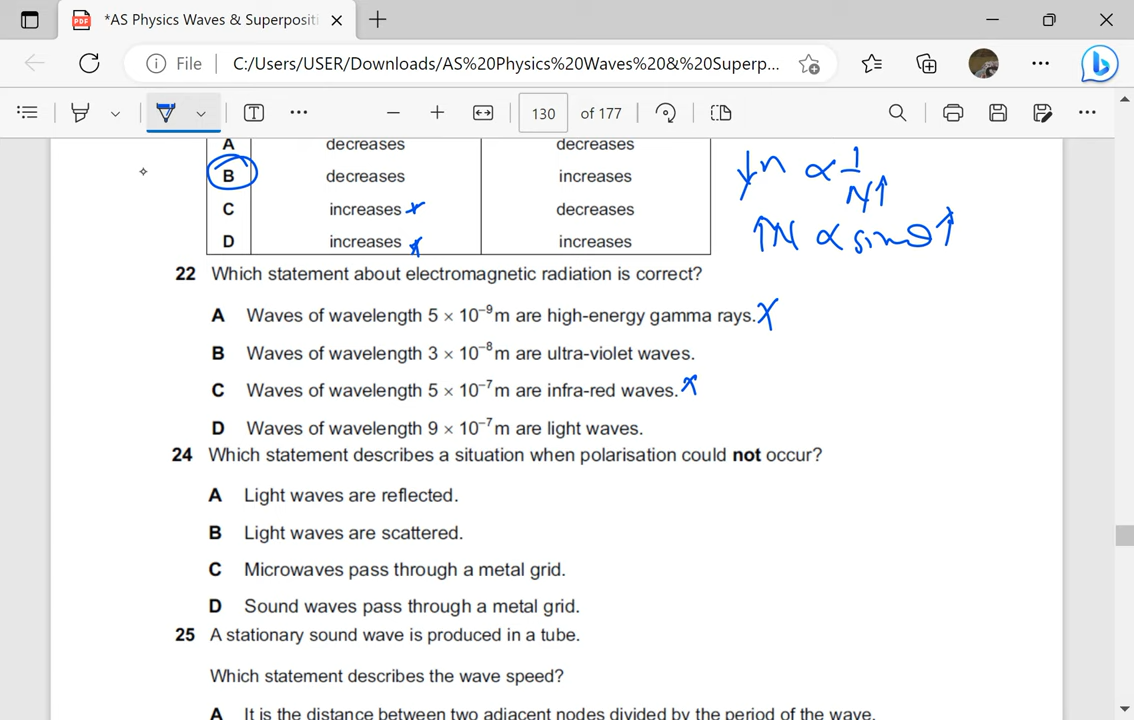 *AS Physics Waves & Superpositi
File C:/Users/USER/Downloads/AS%20Physics%20Waves%20&%20Superp...
130 of 177
A decreases decreases
B decreases increases
C increases x decreases
D increases x increases
↓n ∝ 1/N↑
↑N ∝ sinθ↑
22 Which statement about electromagnetic radiation is correct?
A Waves of wavelength 5 × 10⁻⁹ m are high-energy gamma rays. X
B Waves of wavelength 3 × 10⁻⁸ m are ultra-violet waves.
C Waves of wavelength 5 × 10⁻⁷ m are infra-red waves. x
D Waves of wavelength 9 × 10⁻⁷ m are light waves.
24 Which statement describes a situation when polarisation could not occur?
A Light waves are reflected.
B Light waves are scattered.
C Microwaves pass through a metal grid.
D Sound waves pass through a metal grid.
25 A stationary sound wave is produced in a tube.
Which statement describes the wave speed?
A It is the distance between two adjacent nodes divided by the period of the wave.